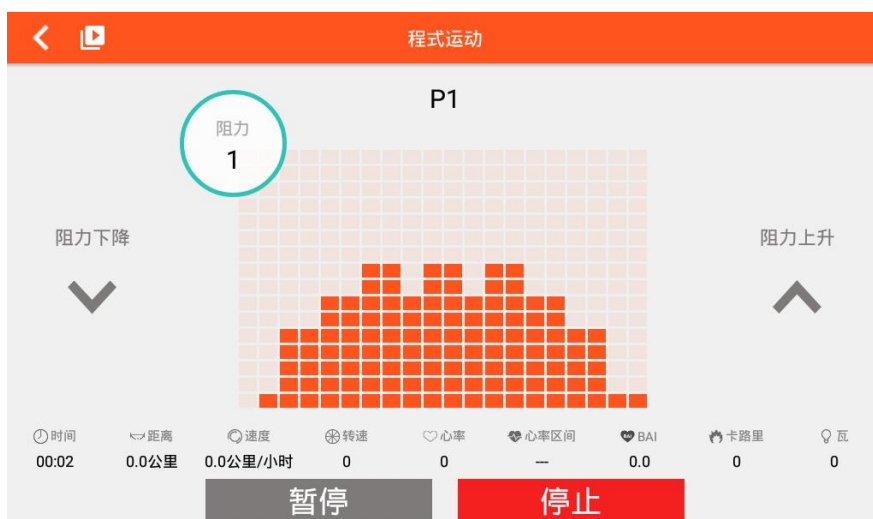 程式运动
P1
阻力
1
阻力下降
阻力上升
时间 距离 速度 转速 心率 心率区间 BAI 卡路里 瓦
00:02 0.0公里 0.0公里/小时 0 0 --- 0.0 0 0
暂停 停止